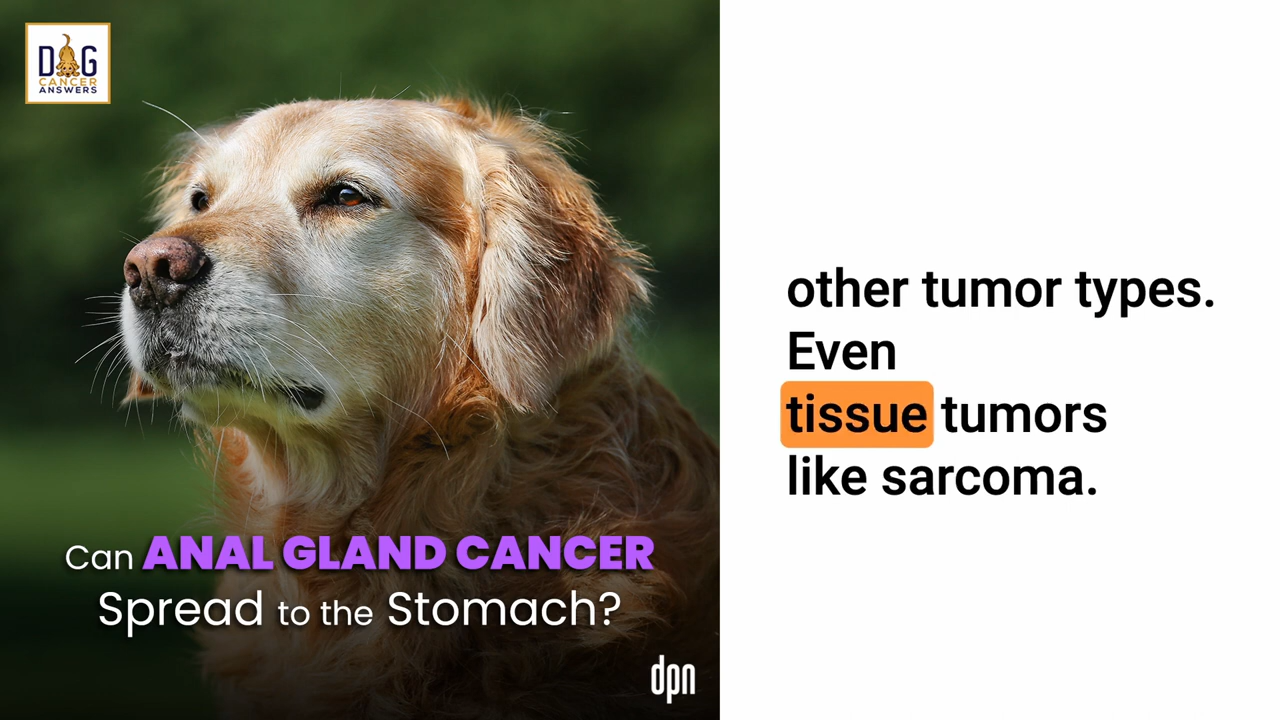 DOG
CANCER
ANSWERS
Can ANAL GLAND CANCER
Spread to the Stomach?
dpn
other tumor types.
Even
tissue tumors
like sarcoma.